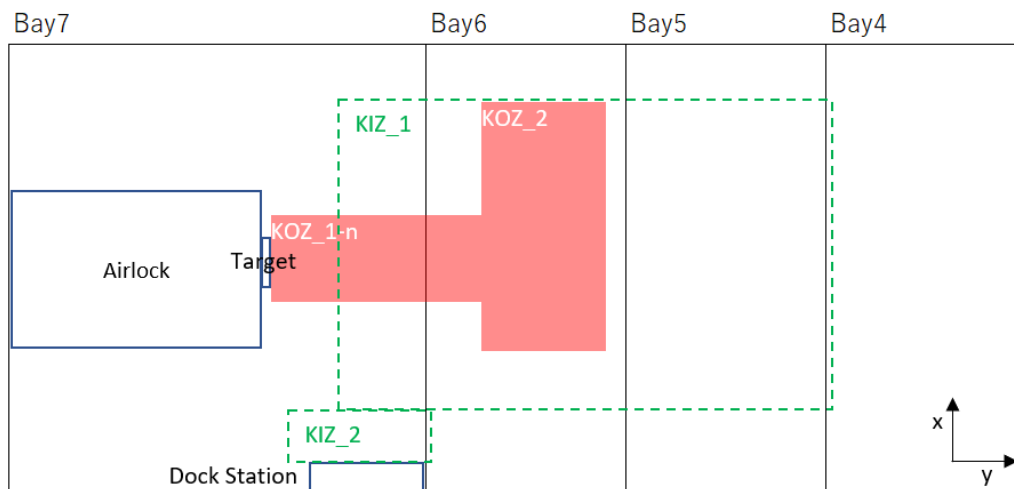 Bay7
Bay6
Bay5
Bay4
KIZ_1
KOZ_2
KOZ_1-n
Target
Airlock
KIZ_2
Dock Station
x
y